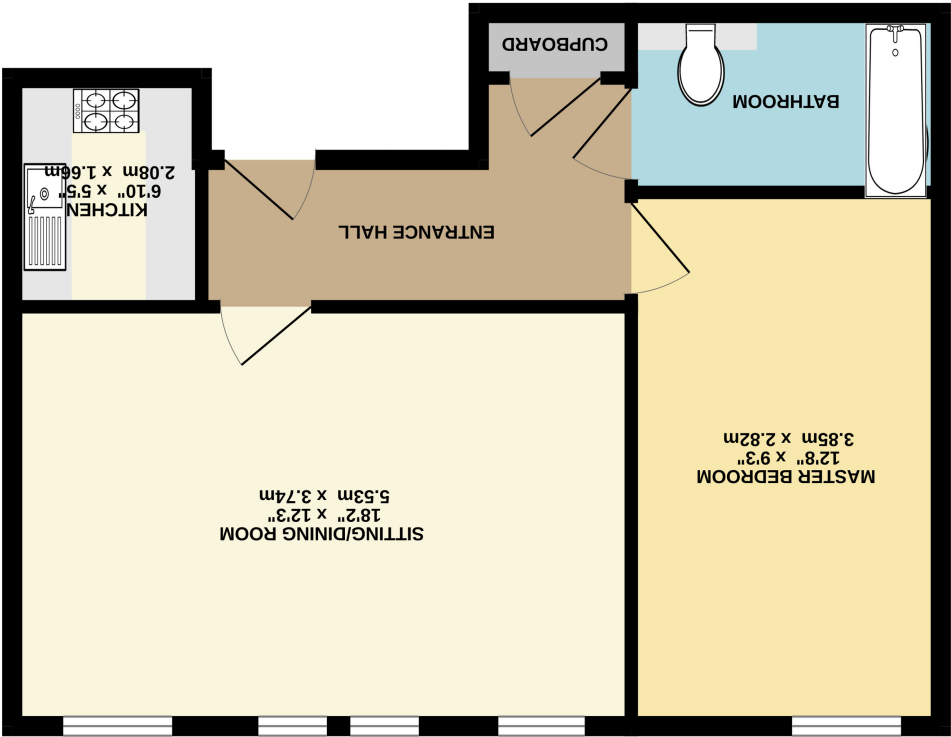 SITTING/DINING ROOM
18'2" x 12'3"
5.53m x 3.74m
MASTER BEDROOM
12'8" x 9'3"
3.85m x 2.82m
ENTRANCE HALL
KITCHEN
6'10" x 5'5"
2.08m x 1.66m
BATHROOM
CUPBOARD